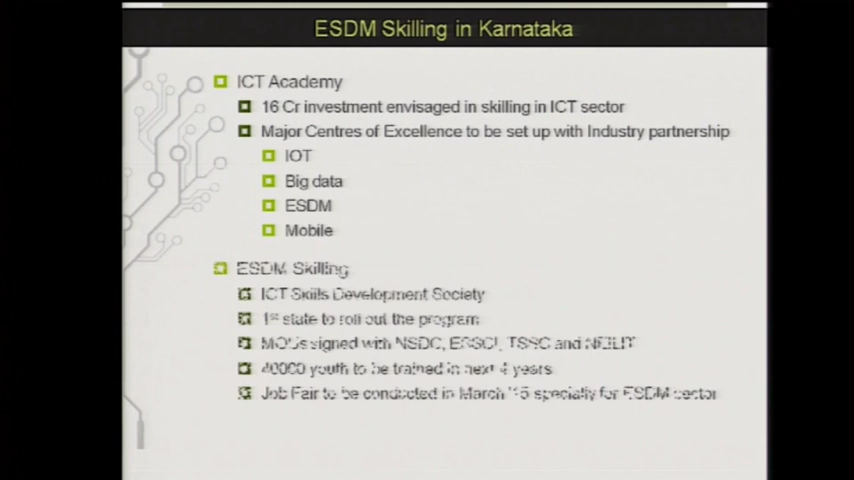 ESDM Skilling in Karnataka
ICT Academy
16 Cr investment envisaged in skilling in ICT sector
Major Centres of Excellence to be set up with Industry partnership
IOT
Big data
ESDM
Mobile
ESDM Skilling
ICT Skills Development Society
1st state to roll out the program
MOUs signed with NSDC, ESSCI, TSSC and NEILIT
40000 youth to be trained in next 4 years
Job Fair to be conducted in March '15 specially for ESDM sector